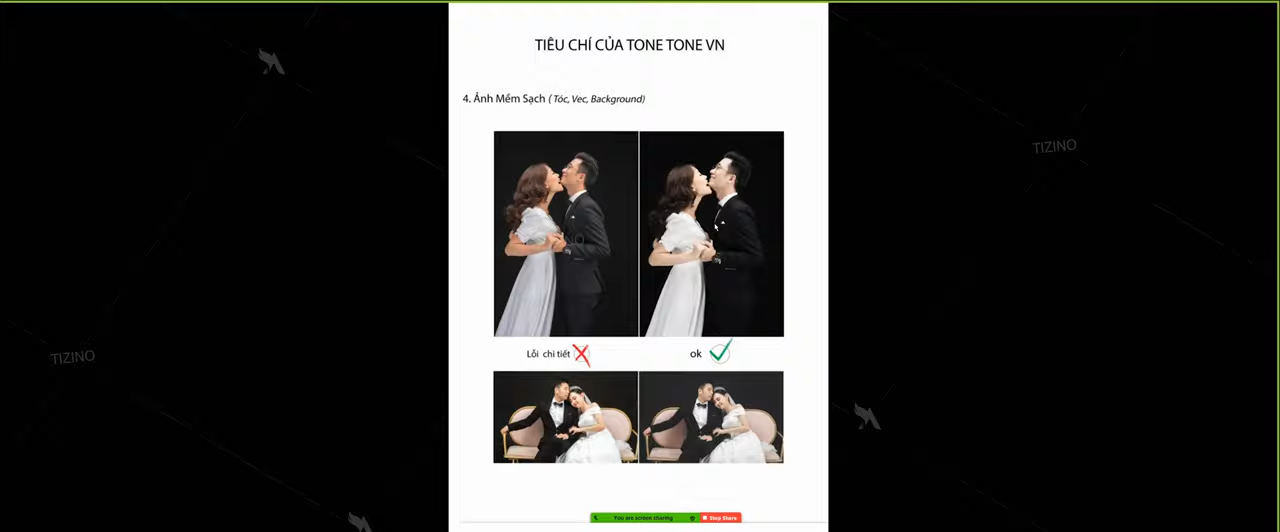 TIÊU CHÍ CỦA TONE TONE VN
4. Ảnh Mềm Sạch ( Tóc, Vec, Background)
TIZINO
TIZINO
Lỗi chi tiết
ok
You are screen sharing
Stop Share